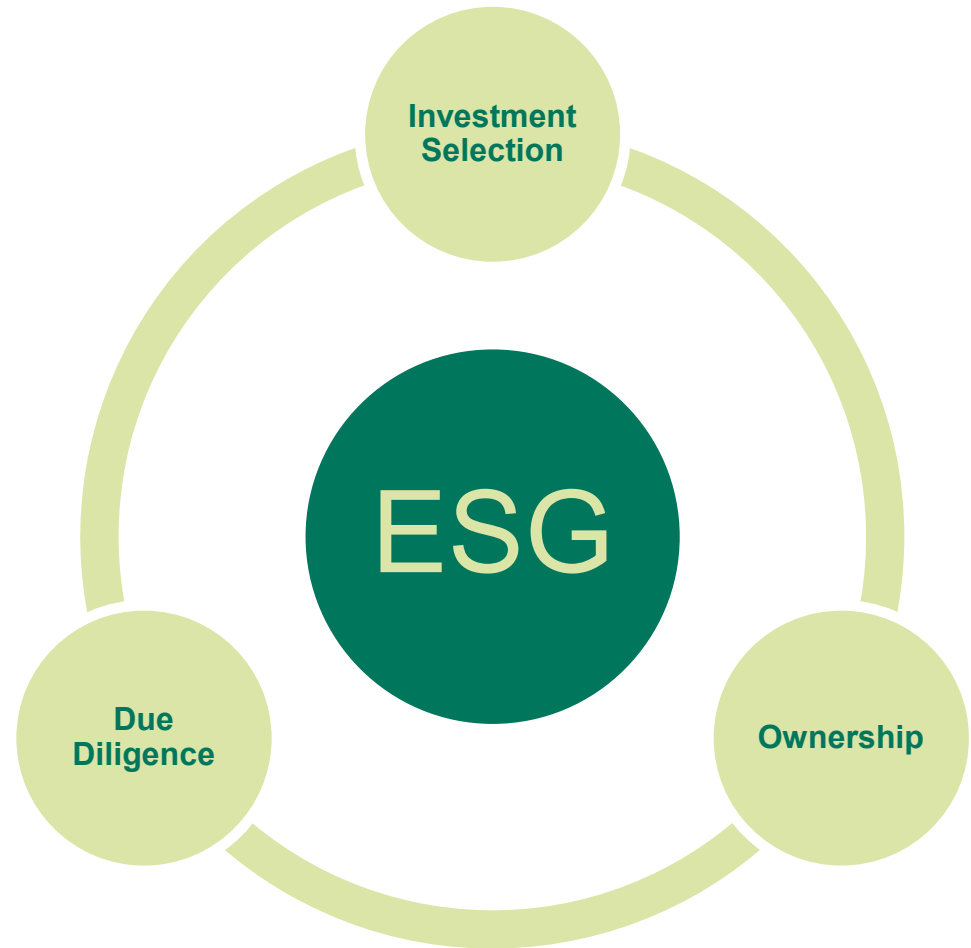 Investment
Selection
ESG
Due
Diligence
Ownership